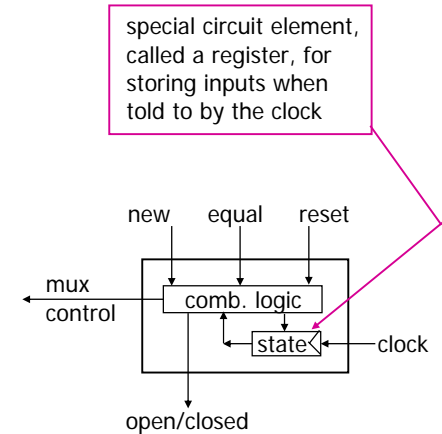 special circuit element,
called a register, for
storing inputs when
told to by the clock
new equal reset
mux
control
comb. logic
state
clock
open/closed